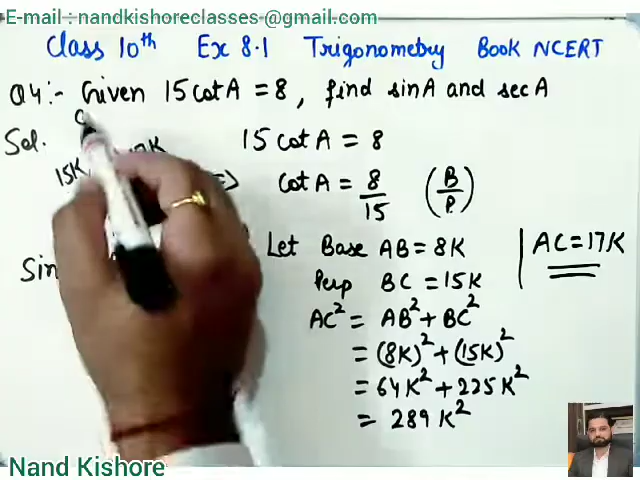 E-mail : nandkishoreclasses @gmail.com
Class 10th Ex 8.1 Trigonometry Book NCERT
Q4:- Given 15 cot A = 8, find sinA and secA
Sol. 15 cot A = 8
15K
=> cot A = 8/15 (B/P)
Let Base AB = 8K | AC = 17K
Sin
Perp BC = 15K
AC² = AB² + BC²
= (8K)² + (15K)²
= 64K² + 225K²
= 289K²
Nand Kishore